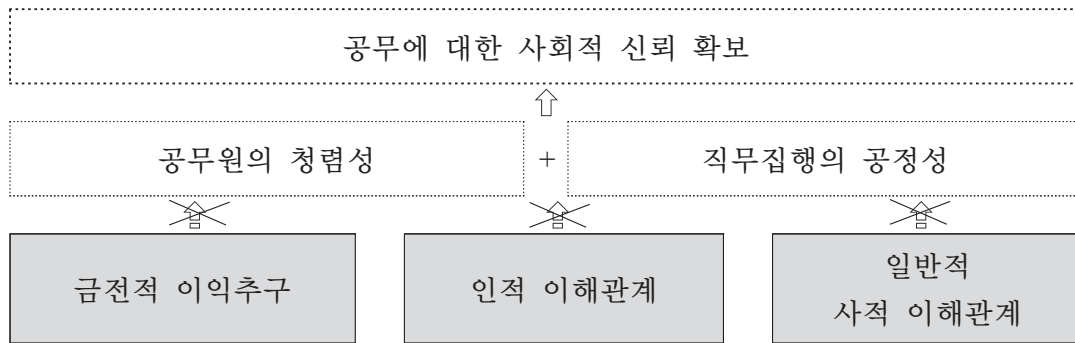 공무에 대한 사회적 신뢰 확보
공무원의 청렴성 + 직무집행의 공정성
금전적 이익추구
인적 이해관계
일반적
사적 이해관계